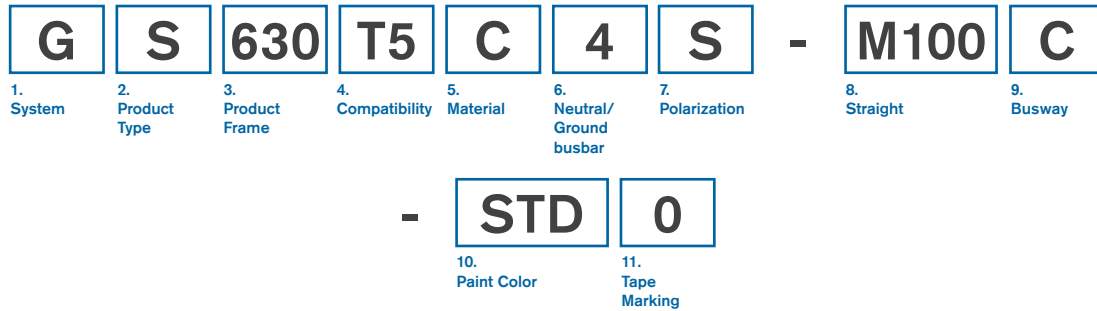 G S 630 T5 C 4 S - M100 C
1. 2. 3. 4. 5. 6. 7. 8. 9.
System Product Product Compatibility Material Neutral/ Polarization Straight Busway
Type Frame Ground
busbar
- STD 0
10. 11.
Paint Color Tape
Marking